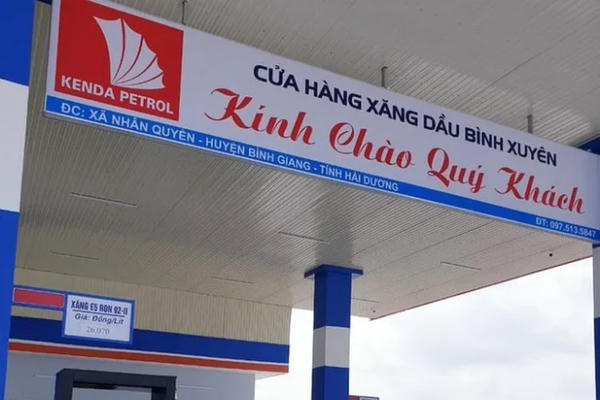 KENDA PETROL
CỬA HÀNG XĂNG DẦU BÌNH XUYÊN
Kính Chào Quý Khách
ĐC: XÃ NHÂN QUYỀN - HUYỆN BÌNH GIANG - TỈNH HẢI DƯƠNG
ĐT: 097.513.5847
XĂNG E5 RON 92-II
Giá: Đồng/Lít
26.070